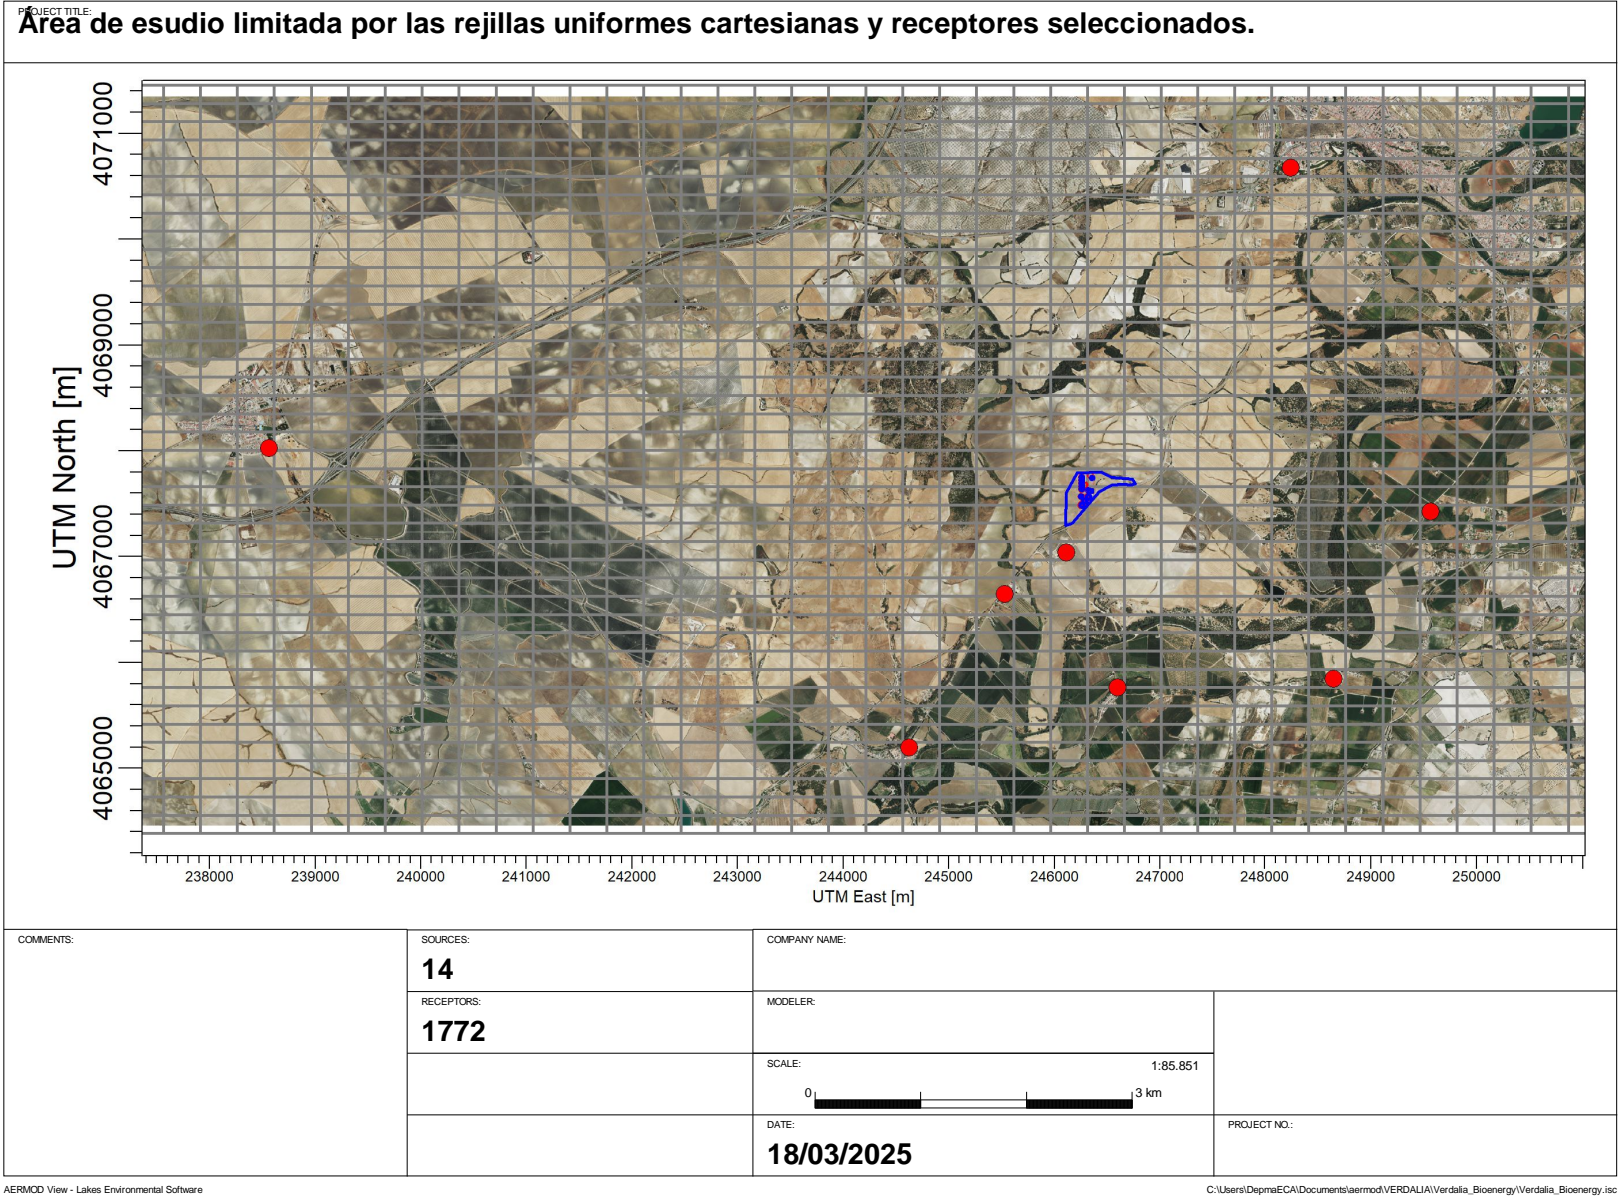 PROJECT TITLE:
Área de esudio limitada por las rejillas uniformes cartesianas y receptores seleccionados.
UTM North [m]
4071000
4069000
4067000
4065000
238000 239000 240000 241000 242000 243000 244000 245000 246000 247000 248000 249000 250000
UTM East [m]
COMMENTS:
SOURCES:
14
COMPANY NAME:
RECEPTORS:
1772
MODELER:
SCALE:
1:85.851
0
3 km
DATE:
18/03/2025
PROJECT NO.:
AERMOD View - Lakes Environmental Software
C:\Users\DepmaECA\Documents\aermod\VERDALIA\Verdalia_Bioenergy\Verdalia_Bioenergy.isc